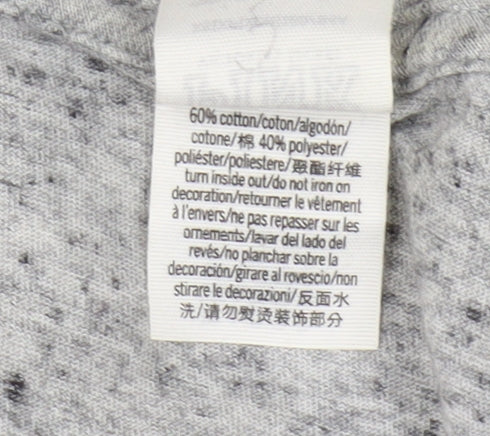 60% cotton/coton/algodón/
cotone/棉 40% polyester/
poliéster/poliestere/聚酯纤维
turn inside out/do not iron on
decoration/retourner le vêtement
à l'envers/ne pas repasser sur les
ornements/lavar del lado del
revés/no planchar sobre la
decoración/girare al rovescio/non
stirare le decorazioni/反面水
洗/请勿熨烫装饰部分